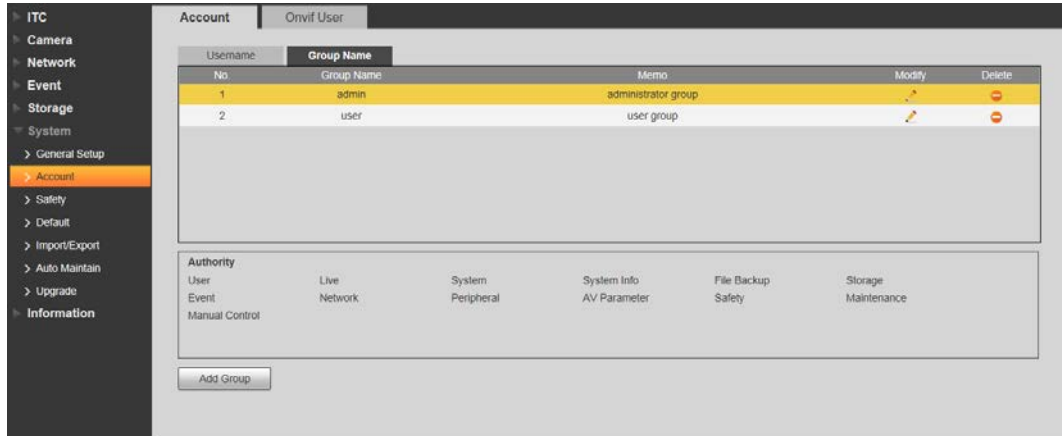 ITC
Camera
Network
Event
Storage
System
General Setup
Account
Safety
Default
Import/Export
Auto Maintain
Upgrade
Information
Account Onvif User
Username Group Name
No. Group Name Memo Modify Delete
1 admin administrator group
2 user user group
Authority
User Live System System Info File Backup Storage
Event Network Peripheral AV Parameter Safety Maintenance
Manual Control
Add Group